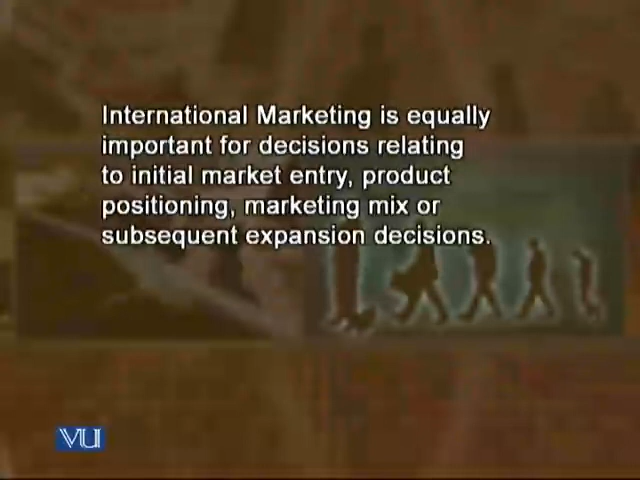 International Marketing is equally
important for decisions relating
to initial market entry, product
positioning, marketing mix or
subsequent expansion decisions.
VU